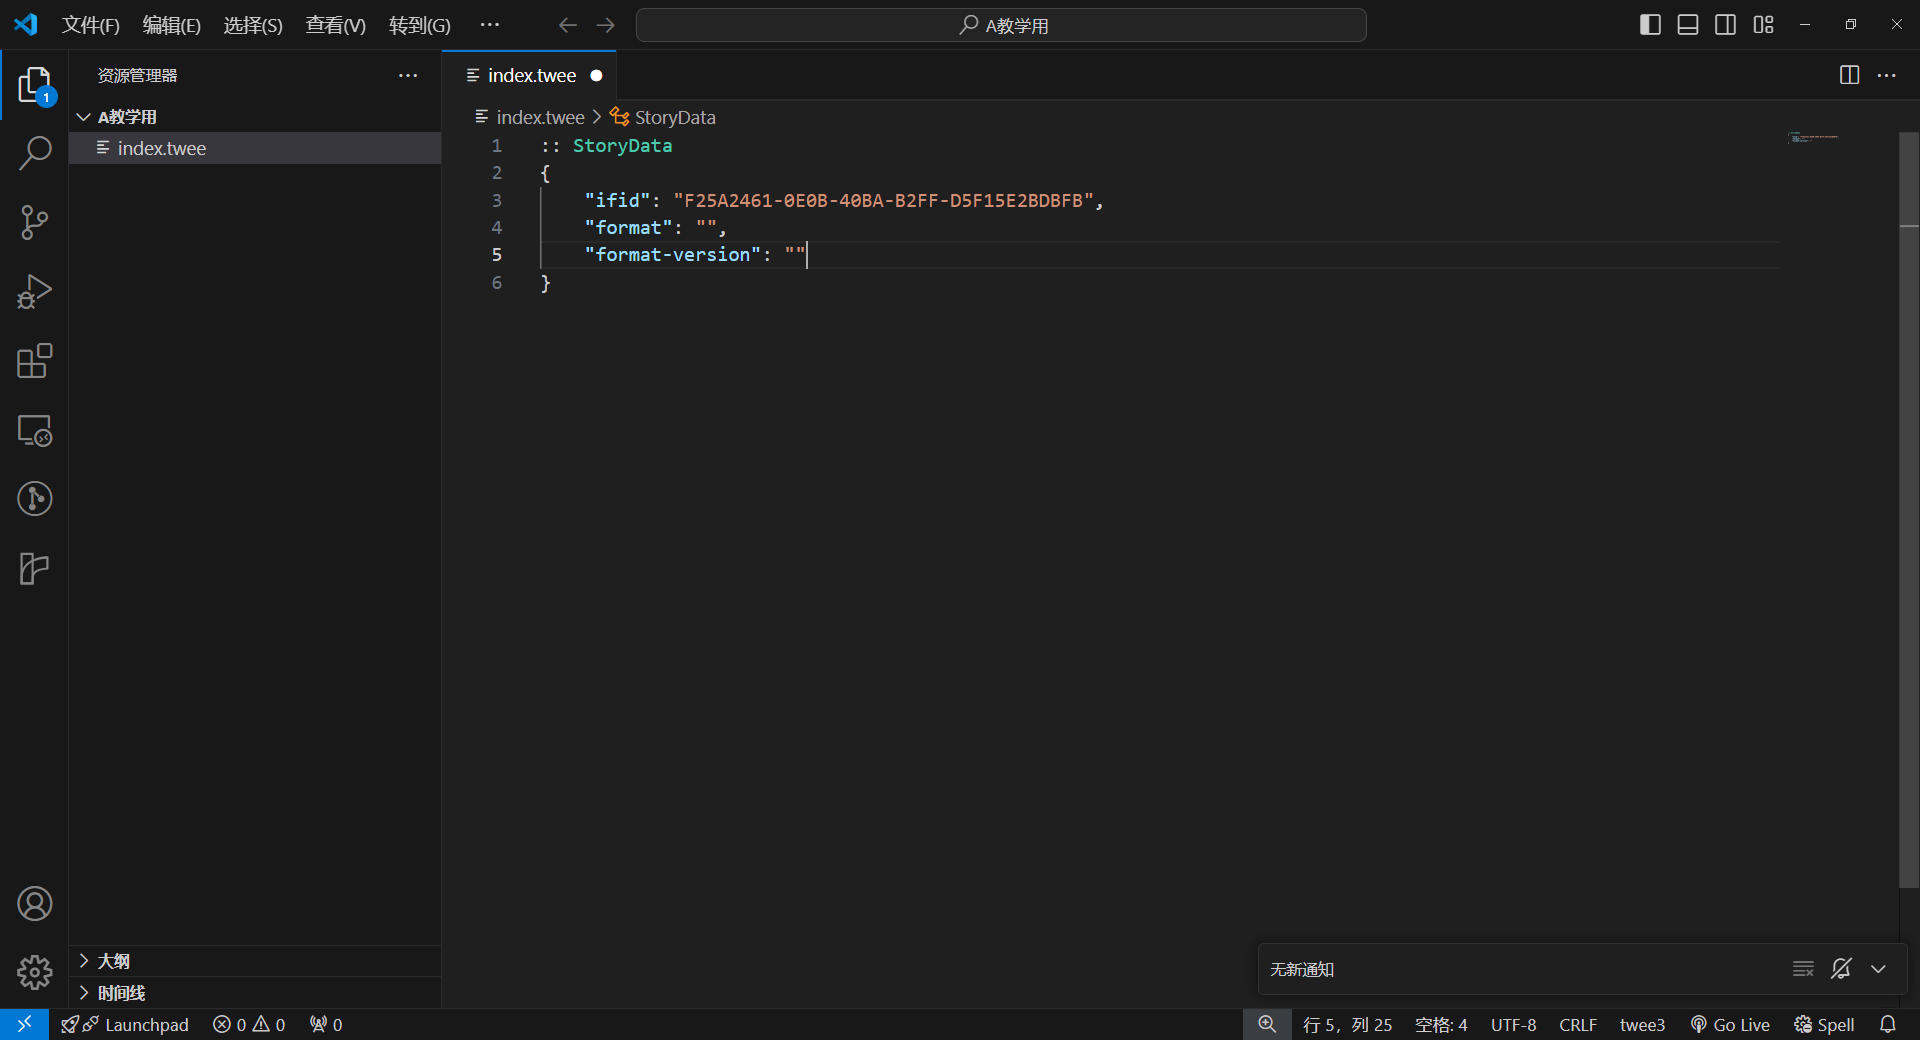 文件(F) 编辑(E) 选择(S) 查看(V) 转到(G) ··· A教学用
资源管理器 ···
1
A教学用
index.twee
index.twee
index.twee > StoryData
1 :: StoryData
2 {
3 "ifid": "F25A2461-0E0B-40BA-B2FF-D5F15E2BDBFB",
4 "format": "",
5 "format-version": ""
6 }
大纲
时间线
无新通知
Launchpad 0 0 0 行 5，列 25 空格: 4 UTF-8 CRLF twee3 Go Live Spell